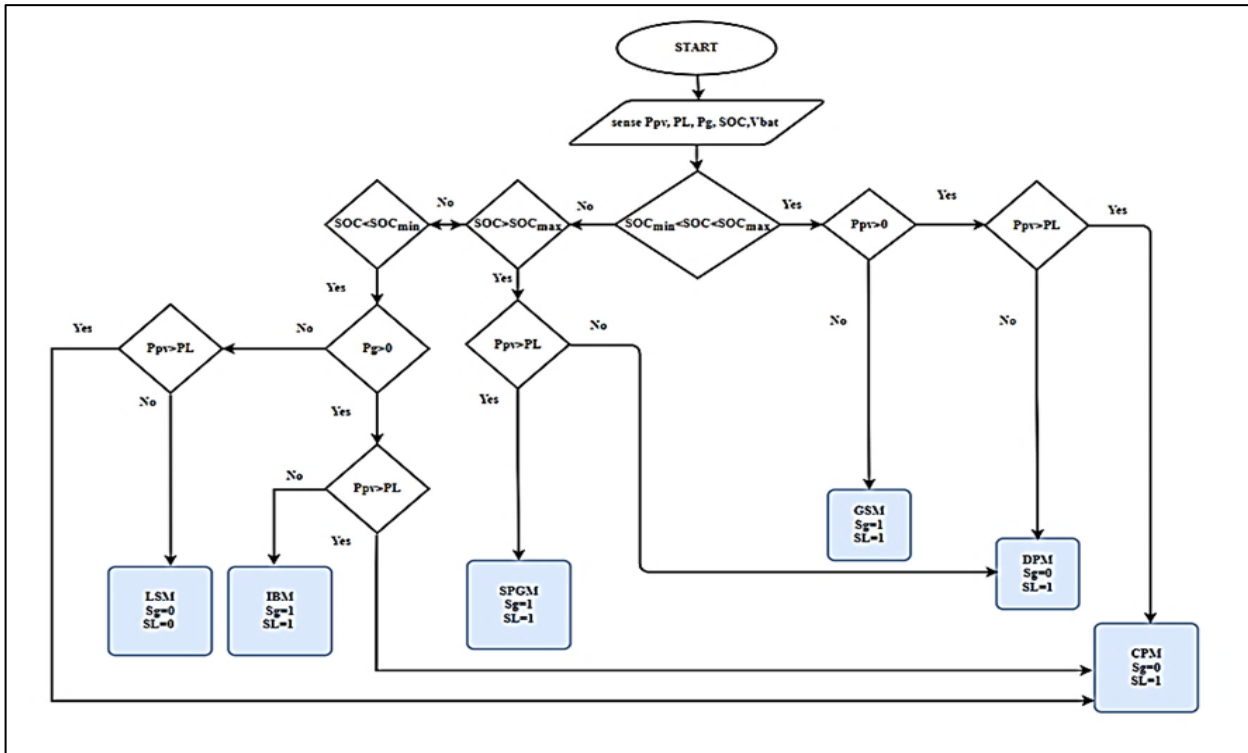 START
sense Ppv, PL, Pg, SOC,Vbat
No
No
Yes
Yes
Yes
SOC<SOCmin
SOC>SOCmax
SOCmin<SOC<SOCmax
Ppv>0
Ppv>PL
Yes
Yes
Yes
No
No
No
No
Ppv>PL
Pg>0
Ppv>PL
No
Yes
Yes
No
Ppv>PL
Yes
GSM
Sg=1
SL=1
LSM
Sg=0
SL=0
IBM
Sg=1
SL=1
SPGM
Sg=1
SL=1
DPM
Sg=0
SL=1
CPM
Sg=0
SL=1